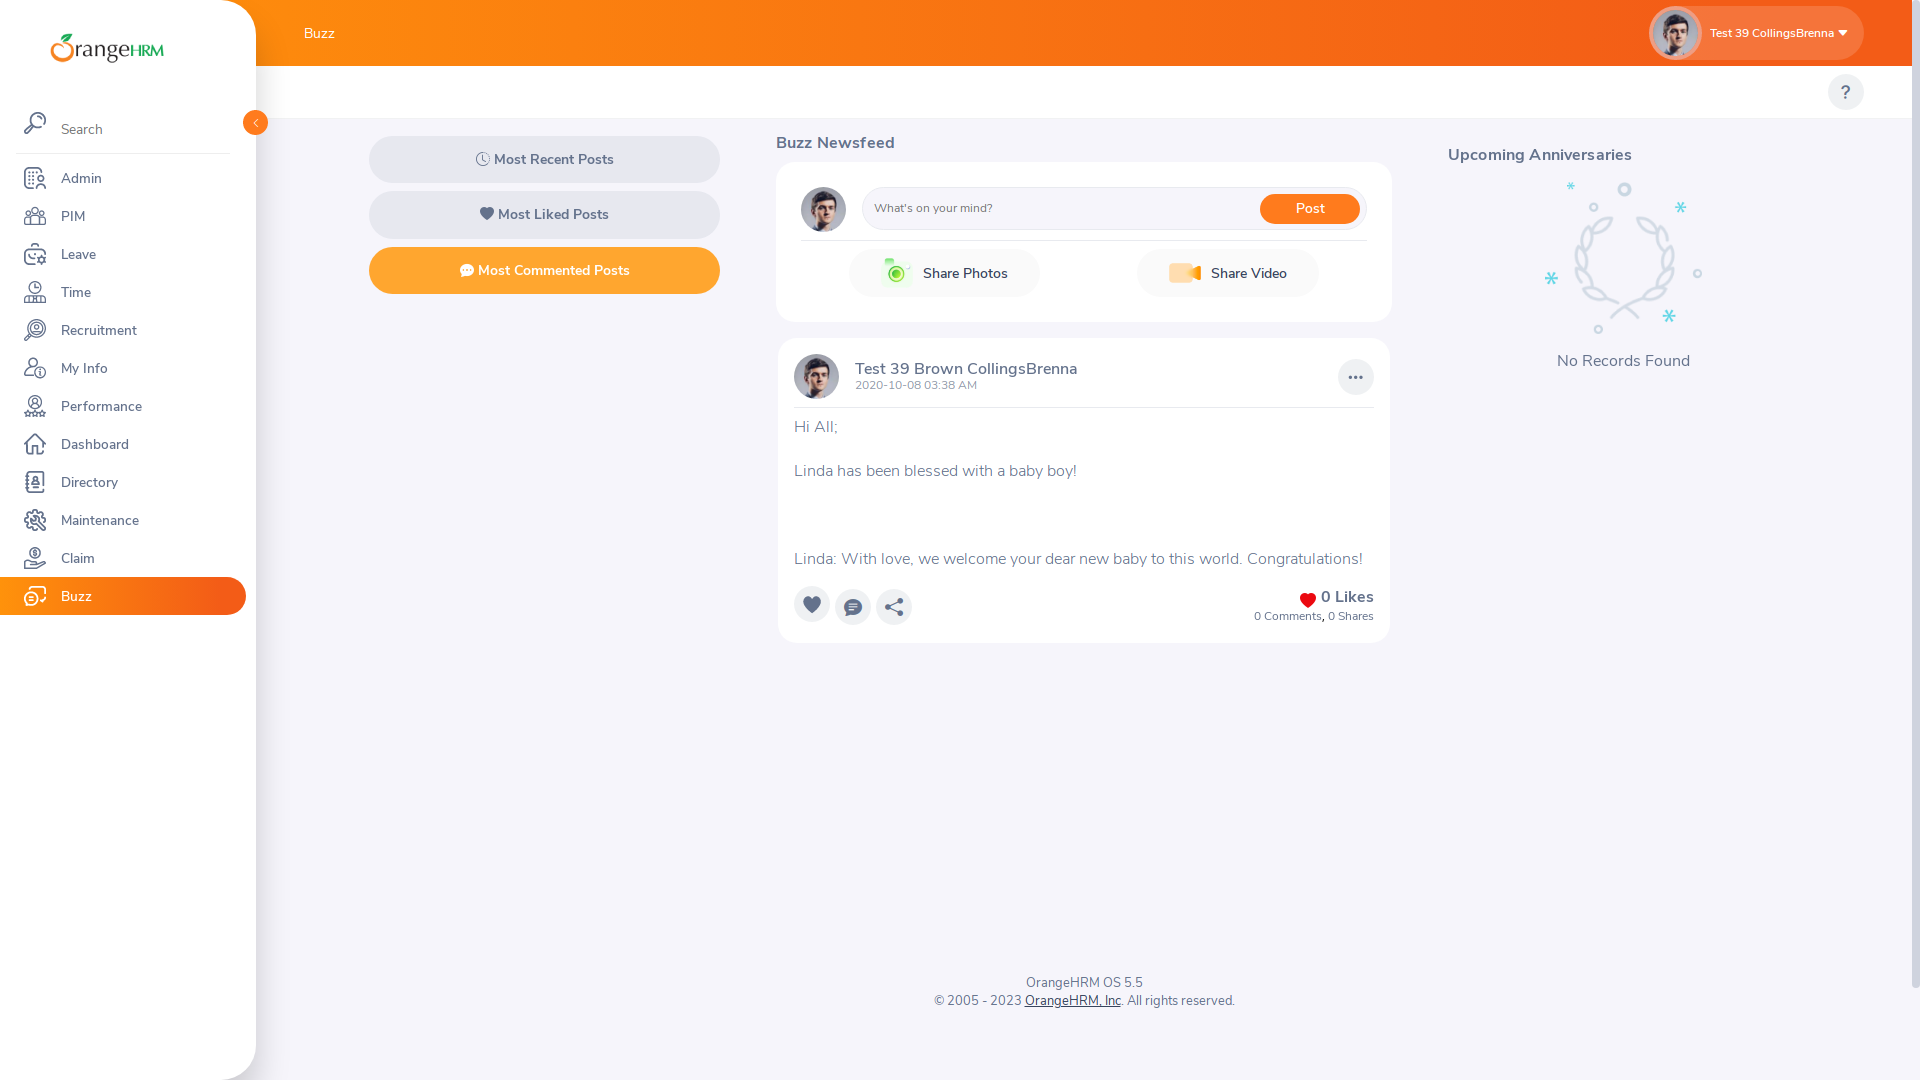 OrangeHRM
Search
Admin
PIM
Leave
Time
Recruitment
My Info
Performance
Dashboard
Directory
Maintenance
Claim
Buzz
Buzz
Test 39 CollingsBrenna
?
Most Recent Posts
Most Liked Posts
Most Commented Posts
Buzz Newsfeed
What's on your mind?
Post
Share Photos
Share Video
Test 39 Brown CollingsBrenna
2020-10-08 03:38 AM
Hi All;
Linda has been blessed with a baby boy!
Linda: With love, we welcome your dear new baby to this world. Congratulations!
0 Likes
0 Comments, 0 Shares
Upcoming Anniversaries
No Records Found
OrangeHRM OS 5.5
© 2005 - 2023 OrangeHRM, Inc. All rights reserved.